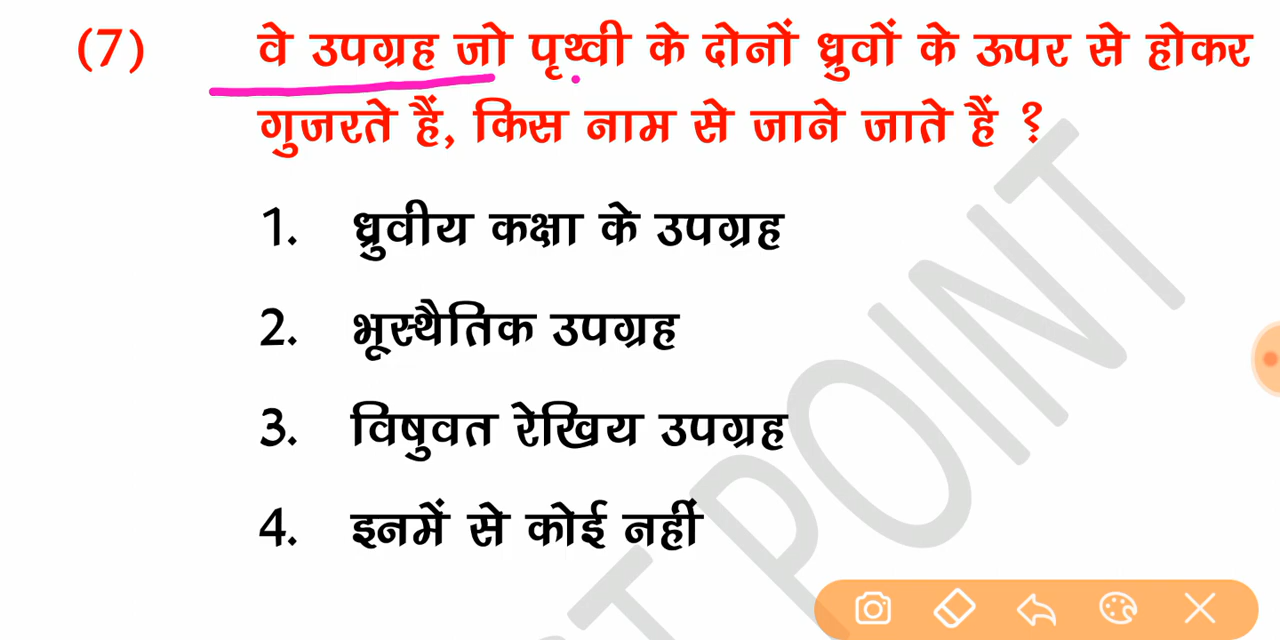 (7) वे उपग्रह जो पृथ्वी के दोनों ध्रुवों के ऊपर से होकर
गुजरते हैं, किस नाम से जाने जाते हैं ?
1. ध्रुवीय कक्षा के उपग्रह
2. भूस्थैतिक उपग्रह
3. विषुवत रेखिय उपग्रह
4. इनमें से कोई नहीं
POINT